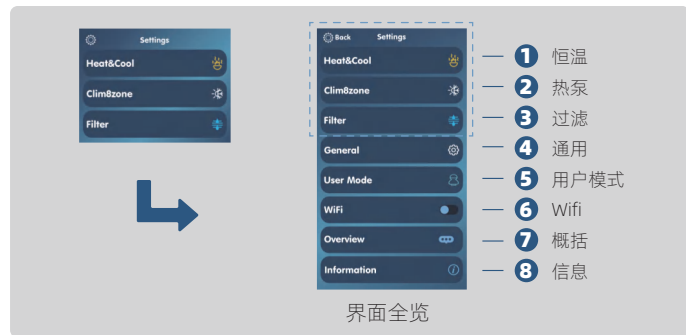 Settings
Heat&Cool
Clim8zone
Filter
Back Settings
Heat&Cool
Clim8zone
Filter
General
User Mode
WiFi
Overview
Information
1 恒温
2 热泵
3 过滤
4 通用
5 用户模式
6 Wifi
7 概括
8 信息
界面全览